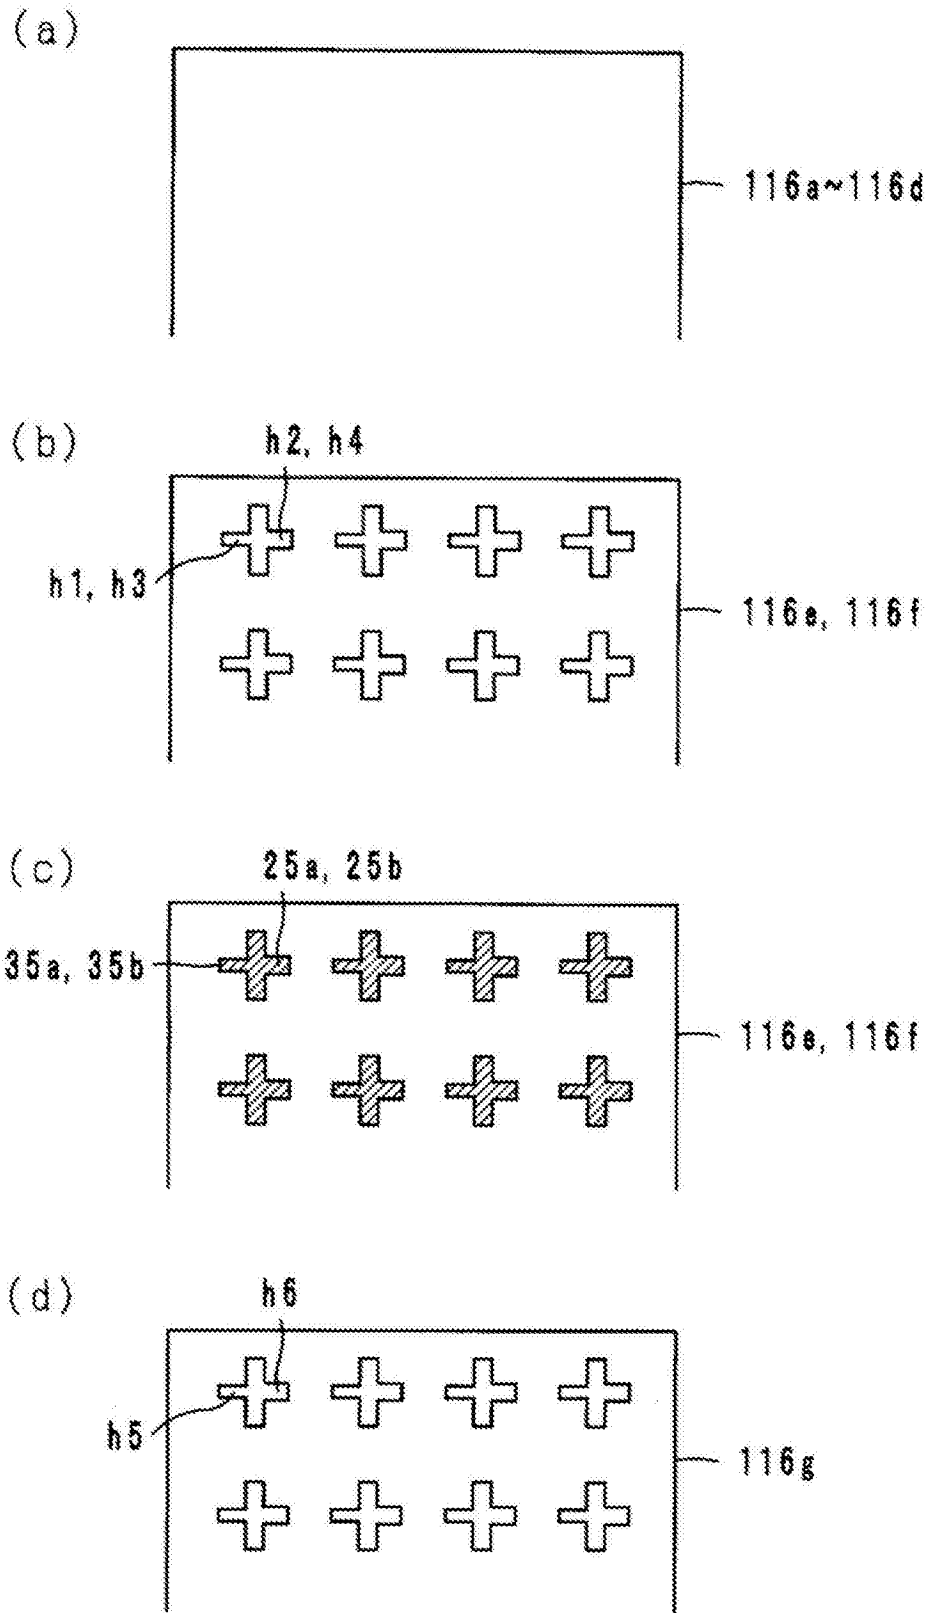 (a)
116a~116d
(b)
h2, h4
h1, h3
116e, 116f
(c)
25a, 25b
35a, 35b
116e, 116f
(d)
h6
h5
116g